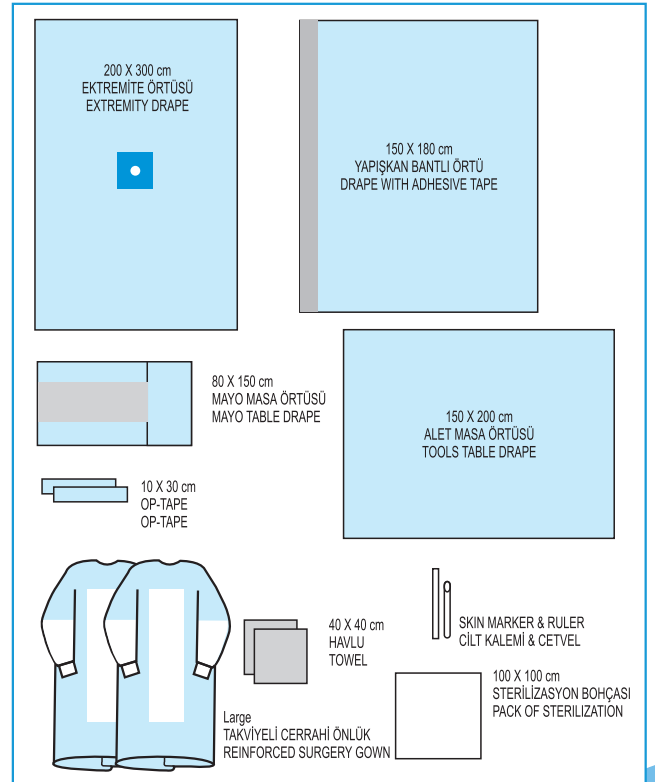 200 X 300 cm
EKTREMİTE ÖRTÜSÜ
EXTREMITY DRAPE
150 X 180 cm
YAPIŞKAN BANTLI ÖRTÜ
DRAPE WITH ADHESIVE TAPE
80 X 150 cm
MAYO MASA ÖRTÜSÜ
MAYO TABLE DRAPE
150 X 200 cm
ALET MASA ÖRTÜSÜ
TOOLS TABLE DRAPE
10 X 30 cm
OP-TAPE
OP-TAPE
40 X 40 cm
HAVLU
TOWEL
SKIN MARKER & RULER
CİLT KALEMİ & CETVEL
100 X 100 cm
STERİLİZASYON BOHÇASI
PACK OF STERILIZATION
Large
TAKVİYELİ CERRAHİ ÖNLÜK
REINFORCED SURGERY GOWN